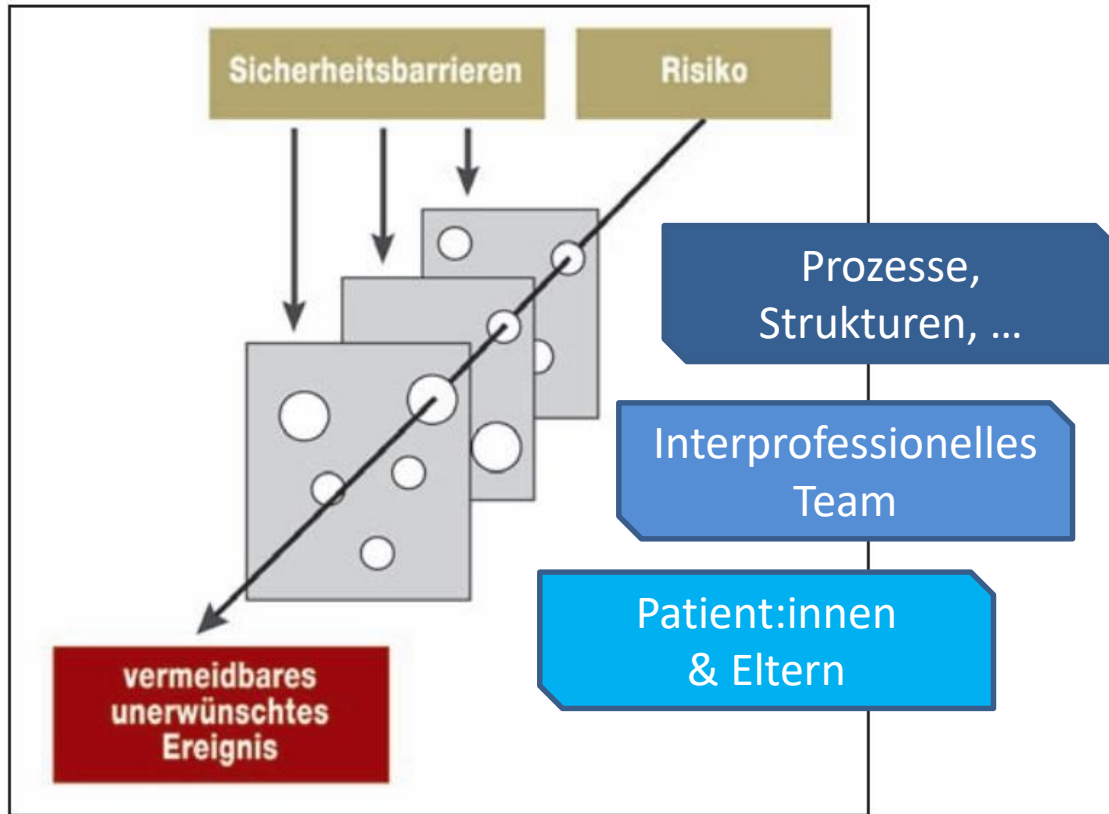 Sicherheitsbarrieren
Risiko
Prozesse,
Strukturen, ...
Interprofessionelles
Team
Patient:innen
& Eltern
vermeidbares
unerwünschtes
Ereignis